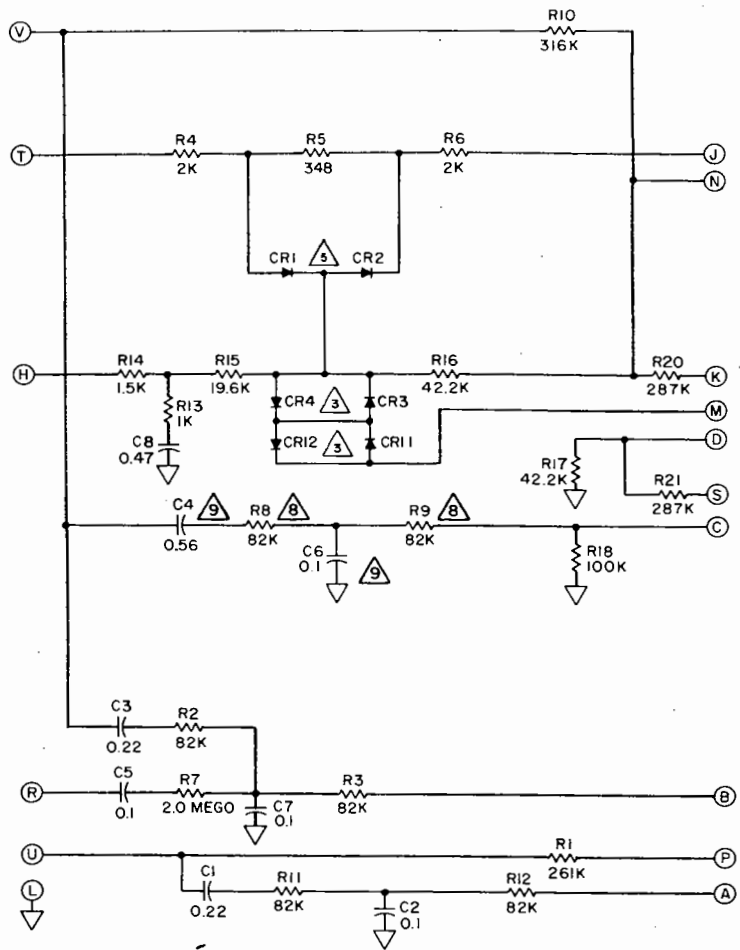 V
R10
316K
T
R4
2K
R5
348
R6
2K
J
N
CR1
5
CR2
H
R14
1.5K
R15
19.6K
R16
42.2K
R20
287K
K
R13
1K
C8
0.47
CR4
3
CR3
CR12
3
CR11
M
D
R17
42.2K
R21
287K
S
C4
0.56
9
R8
82K
8
R9
82K
8
C
C6
0.1
9
R18
100K
C3
0.22
R2
82K
R
C5
0.1
R7
2.0 MEGO
C7
0.1
R3
82K
B
U
R1
261K
P
L
C1
0.22
R11
82K
C2
0.1
R12
82K
A